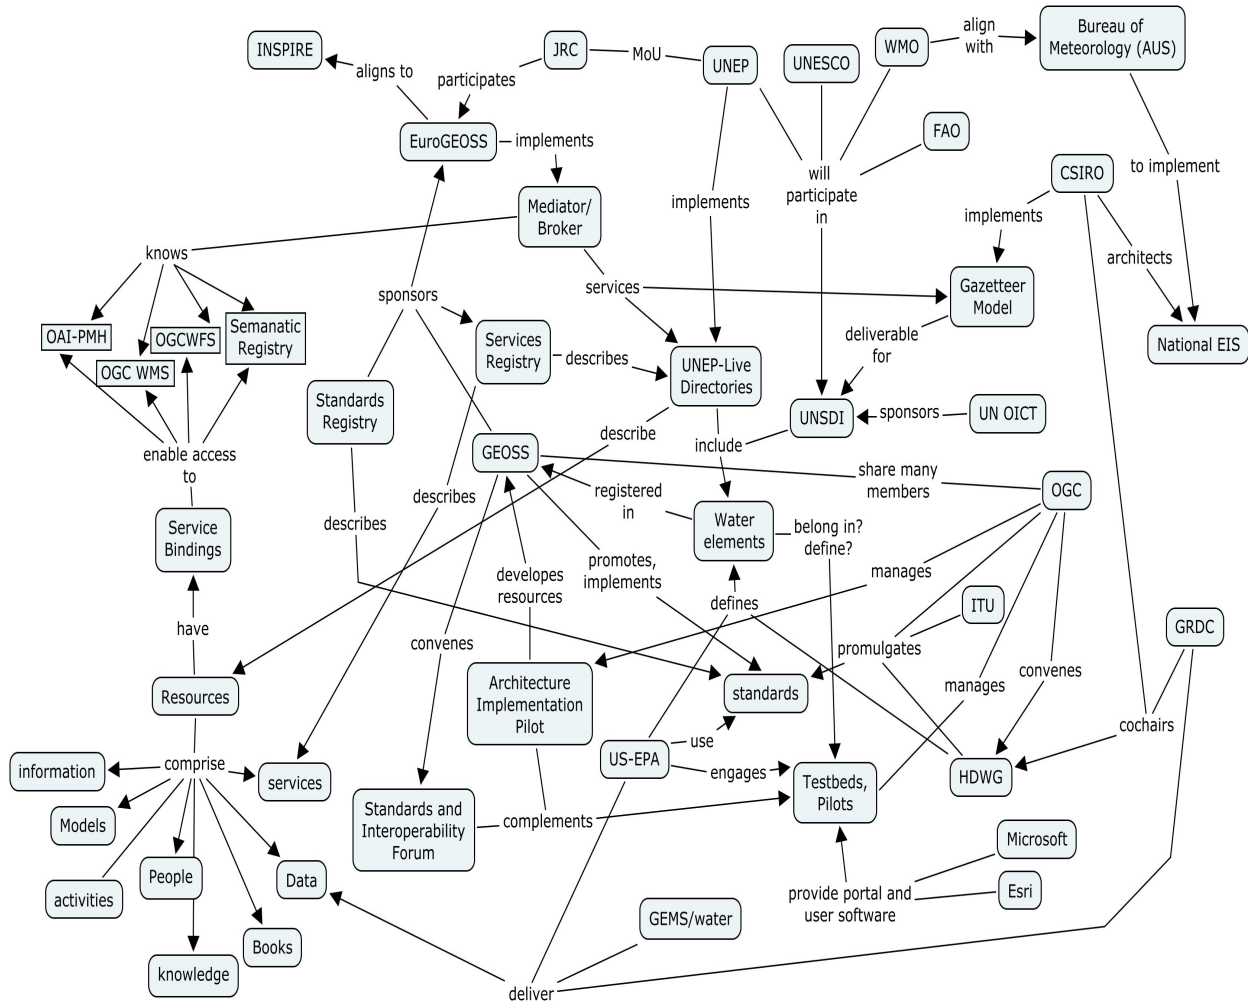 INSPIRE
JRC
MoU
UNEP
UNESCO
WMO
align
with
Bureau of
Meteorology (AUS)
aligns to
participates
EuroGEOSS
implements
FAO
will
participate
in
CSIRO
to implement
Mediator/
Broker
implements
implements
architects
knows
services
Gazetteer
Model
sponsors
OAI-PMH
OGCWFS
Semanatic
Registry
OGC WMS
Services
Registry
describes
UNEP-Live
Directories
deliverable
for
National EIS
Standards
Registry
UNSDI
sponsors
UN OICT
describe
include
enable access
to
GEOSS
share many
members
OGC
describes
registered
in
Service
Bindings
describes
Water
elements
belong in?
define?
developes
resources
promotes,
implements
manages
defines
ITU
have
convenes
promulgates
GRDC
Resources
Architecture
Implementation
Pilot
standards
manages
convenes
cochairs
information
comprise
services
US-EPA
use
engages
Testbeds,
Pilots
HDWG
Models
Standards and
Interoperability
Forum
complements
Microsoft
activities
People
Data
provide portal and
user software
Esri
GEMS/water
Books
knowledge
deliver